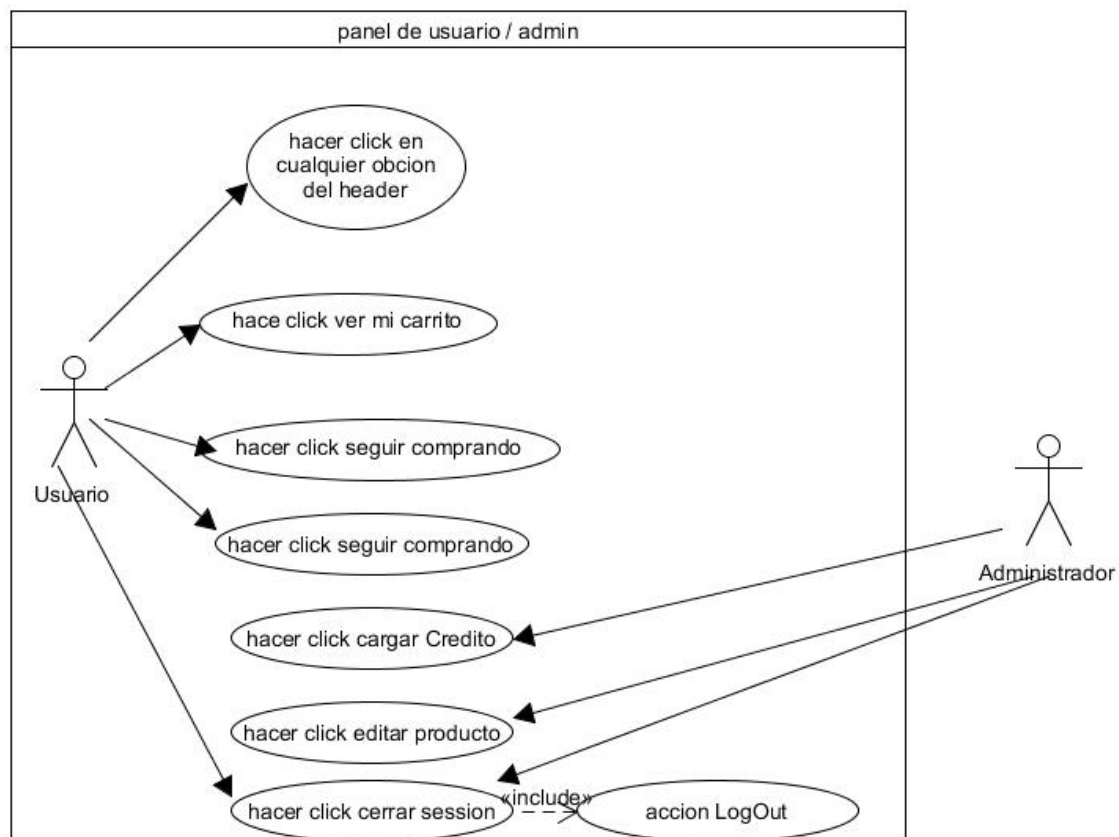 panel de usuario / admin
hacer click en
cualquier obcion
del header
hace click ver mi carrito
hacer click seguir comprando
Usuario
hacer click seguir comprando
Administrador
hacer click cargar Credito
hacer click editar producto
hacer click cerrar session
«include»
accion LogOut